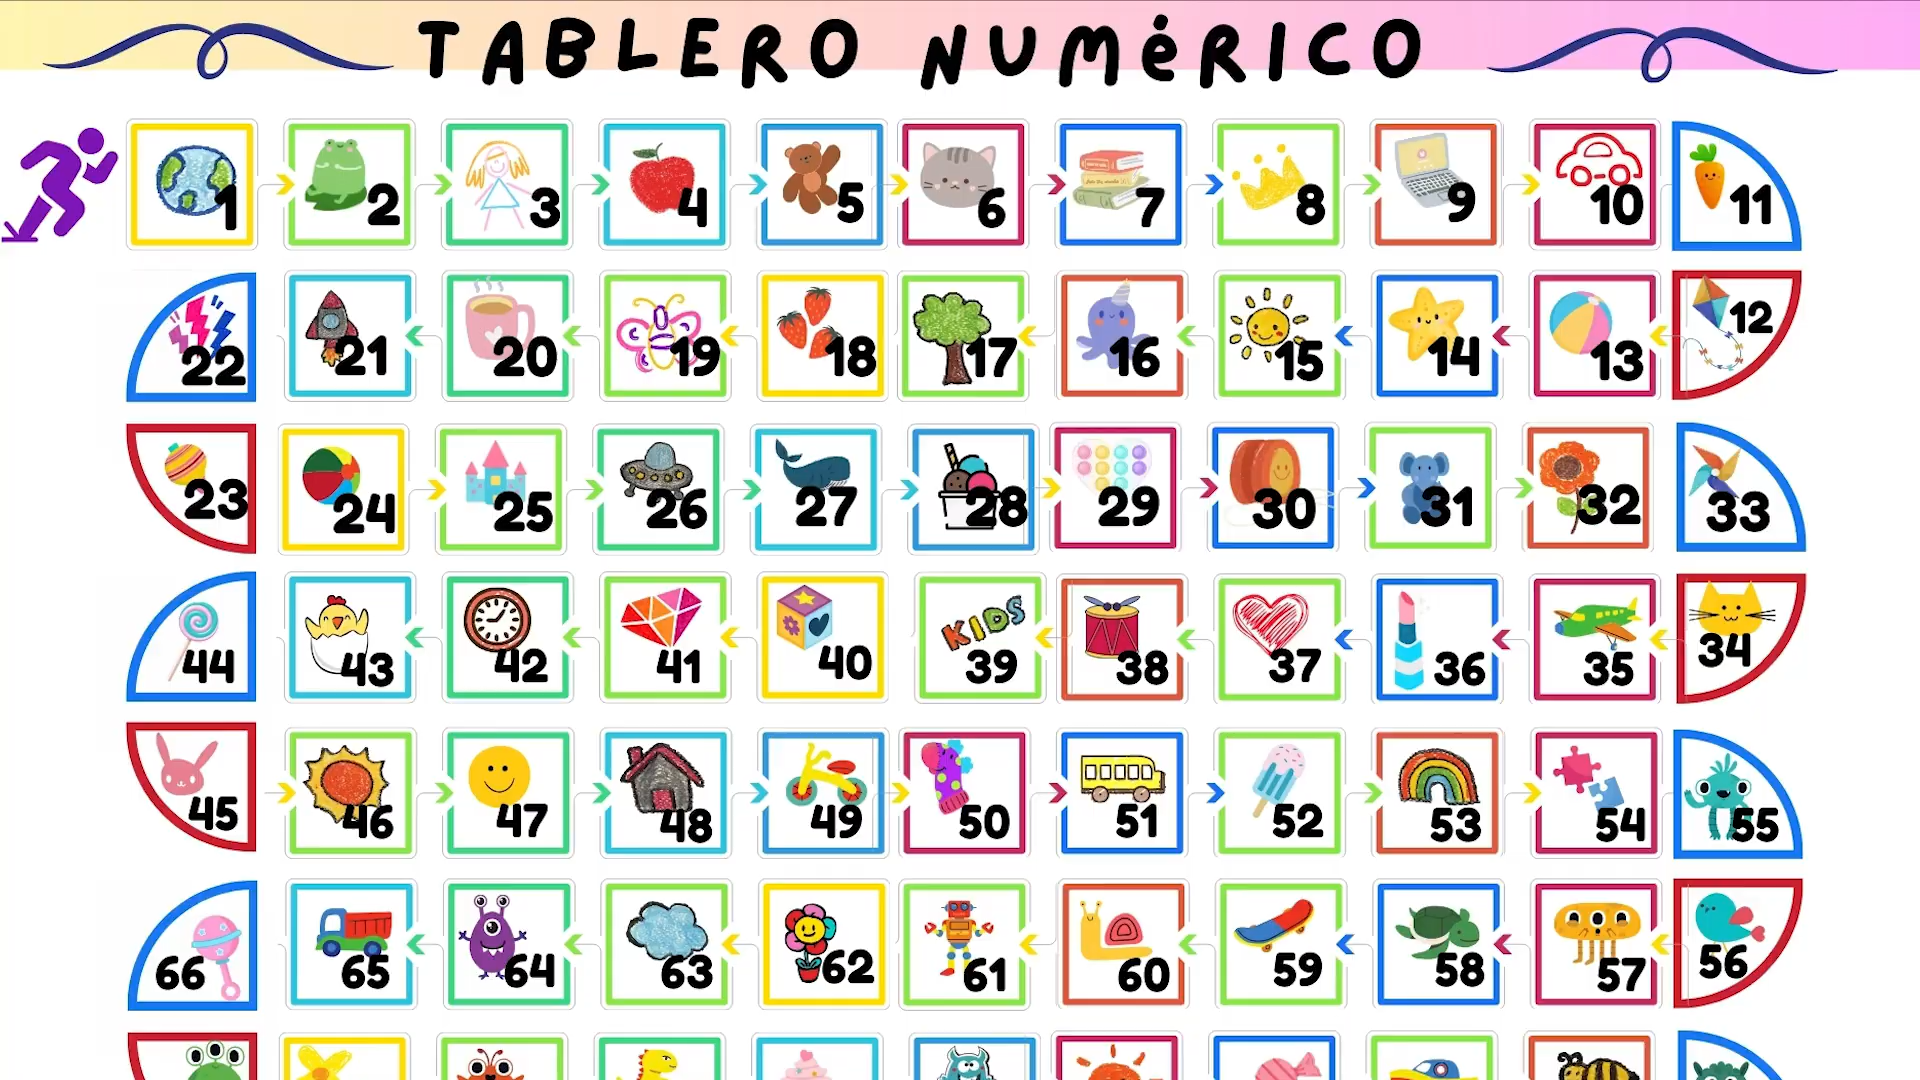 TABLERO NUMéRICO
1 2 3 4 5 6 7 8 9 10 11
22 21 20 19 18 17 16 15 14 13 12
23 24 25 26 27 28 29 30 31 32 33
KIDS
44 43 42 41 40 39 38 37 36 35 34
45 46 47 48 49 50 51 52 53 54 55
66 65 64 63 62 61 60 59 58 57 56